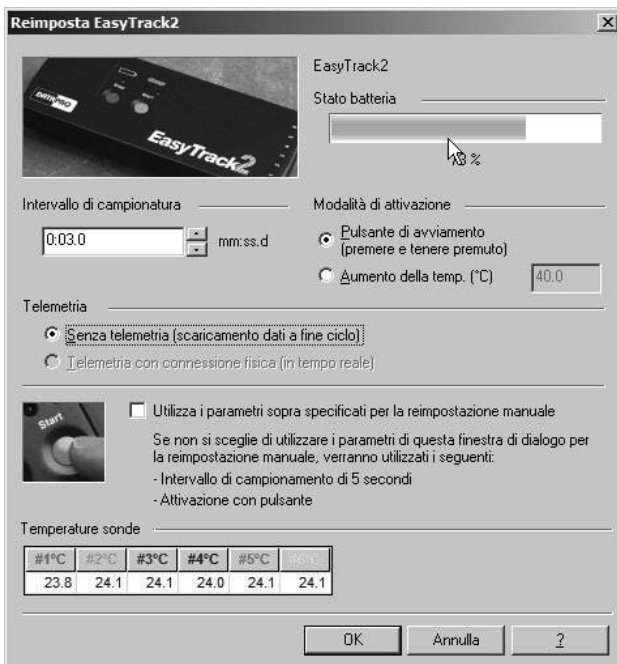 Reimposta EasyTrack2
DATAPAQ
EasyTrack2
Start
EasyTrack2
Stato batteria
%
Intervallo di campionatura
0:03.0
mm:ss.d
Modalità di attivazione
Pulsante di avviamento
(premere e tenere premuto)
Aumento della temp. (°C)
40.0
Telemetria
Senza telemetria (scaricamento dati a fine ciclo)
Telemetria con connessione fisica (in tempo reale)
Start
Utilizza i parametri sopra specificati per la reimpostazione manuale
Se non si sceglie di utilizzare i parametri di questa finestra di dialogo per
la reimpostazione manuale, verranno utilizzati i seguenti:
- Intervallo di campionamento di 5 secondi
- Attivazione con pulsante
Temperature sonde
#1°C #2°C #3°C #4°C #5°C #6°C
23.8 24.1 24.1 24.0 24.1 24.1
OK
Annulla
?